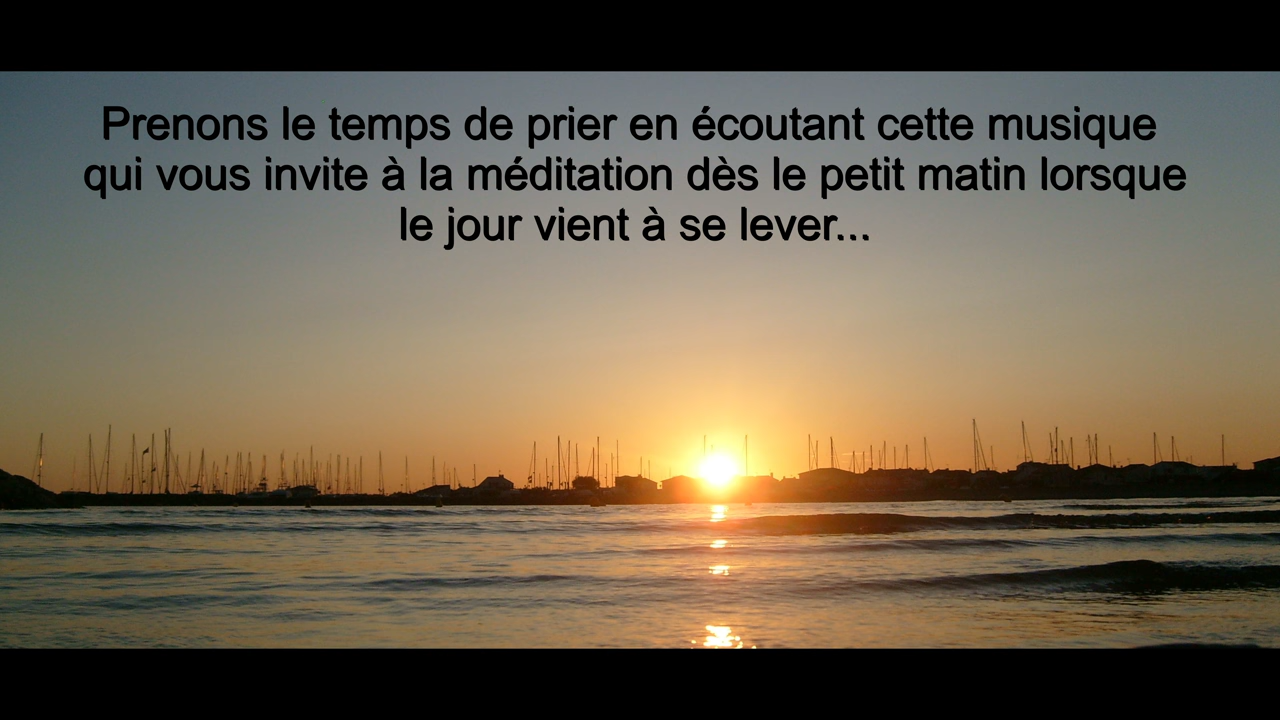 Prenons le temps de prier en écoutant cette musique
qui vous invite à la méditation dès le petit matin lorsque
le jour vient à se lever...